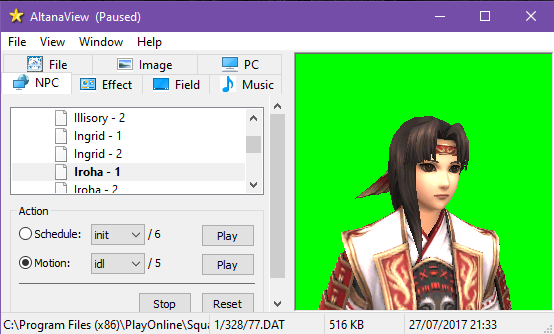 AltanaView (Paused)
File View Window Help
File Image PC
NPC Effect Field Music
Illisory - 2
Ingrid - 1
Ingrid - 2
Iroha - 1
Iroha - 2
Action
Schedule: init / 6 Play
Motion: idl / 5 Play
Stop Reset
C:\Program Files (x86)\PlayOnline\Squa 1/328/77.DAT 516 KB 27/07/2017 21:33